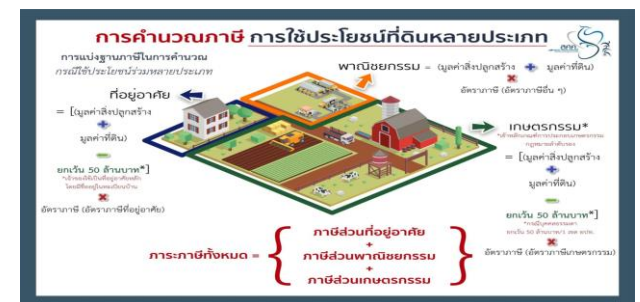 การคำนวณภาษี การใช้ประโยชน์ที่ดินหลายประเภท
สศค.
การแบ่งฐานภาษีในการคำนวณ
กรณีใช้ประโยชน์ร่วมหลายประเภท
พาณิชยกรรม = (มูลค่าสิ่งปลูกสร้าง + มูลค่าที่ดิน)
×
อัตราภาษี (อัตราภาษีอื่น ๆ)
ที่อยู่อาศัย
= [(มูลค่าสิ่งปลูกสร้าง
+
มูลค่าที่ดิน)
-
ยกเว้น 50 ล้านบาท*]
×
อัตราภาษี (อัตราภาษีที่อยู่อาศัย)
เกษตรกรรม*
= [(มูลค่าสิ่งปลูกสร้าง
+
มูลค่าที่ดิน)
-
ยกเว้น 50 ล้านบาท*]
×
อัตราภาษี (อัตราภาษีเกษตรกรรม)
ภาระภาษีทั้งหมด = {
ภาษีส่วนที่อยู่อาศัย
+
ภาษีส่วนพาณิชยกรรม
+
ภาษีส่วนเกษตรกรรม
}